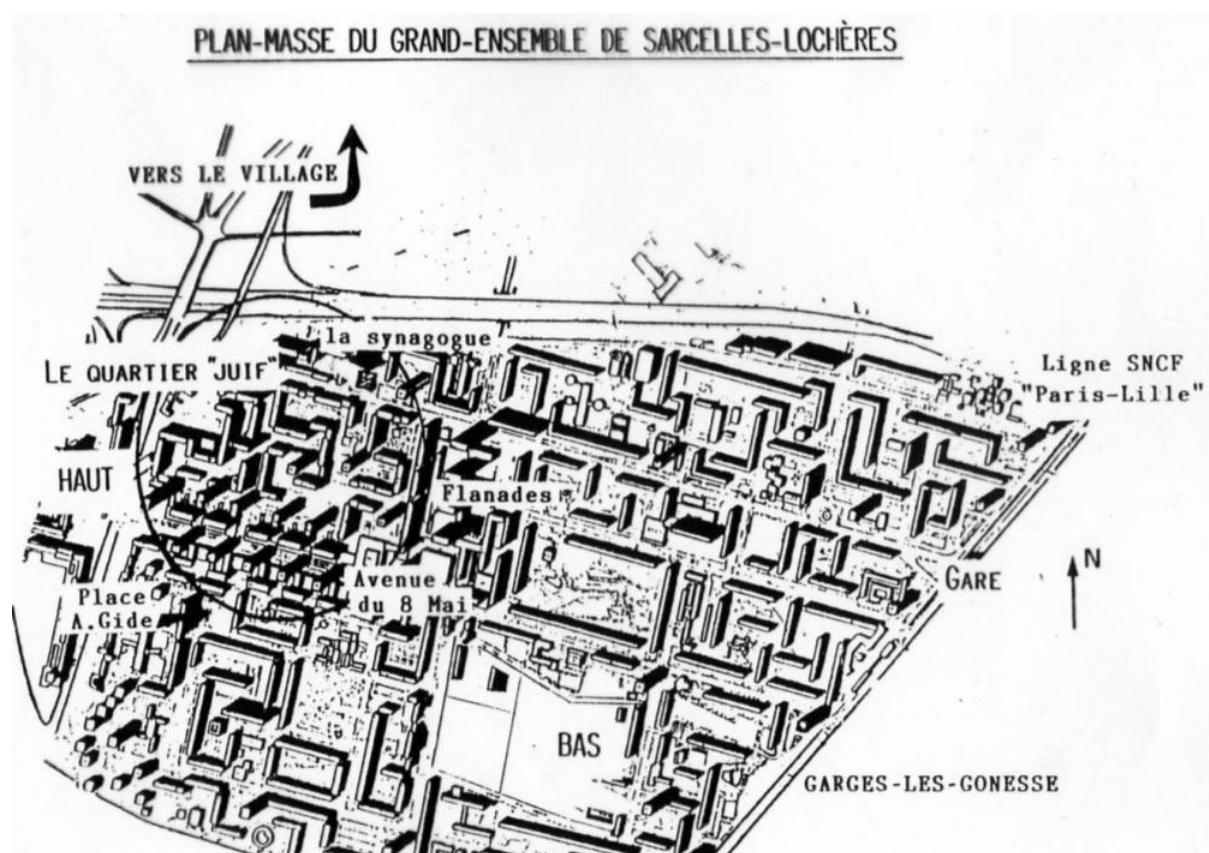 PLAN-MASSE DU GRAND-ENSEMBLE DE SARCELLES-LOCHÈRES
VERS LE VILLAGE
la synagogue
LE QUARTIER "JUIF"
Ligne SNCF
"Paris-Lille"
HAUT
Flanades
N
GARE
Avenue
du 8 Mai
Place
A.Gide
BAS
GARGES-LES-GONESSE